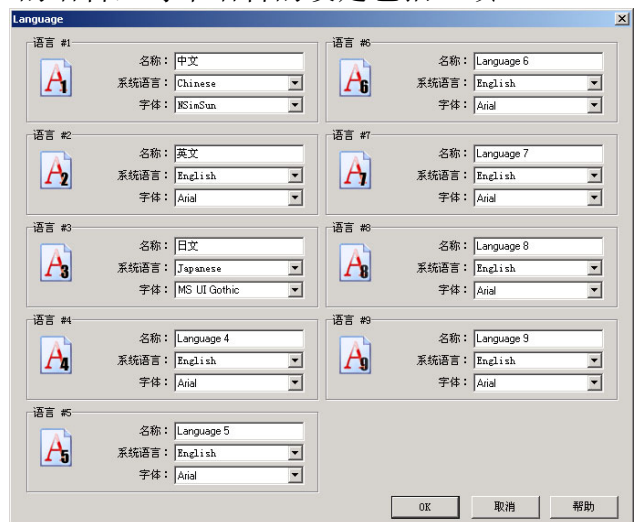 Language
语言 #1
名称：中文
系统语言：Chinese
字体：NSimSun
语言 #2
名称：英文
系统语言：English
字体：Arial
语言 #3
名称：日文
系统语言：Japanese
字体：MS UI Gothic
语言 #4
名称：Language 4
系统语言：English
字体：Arial
语言 #5
名称：Language 5
系统语言：English
字体：Arial
语言 #6
名称：Language 6
系统语言：English
字体：Arial
语言 #7
名称：Language 7
系统语言：English
字体：Arial
语言 #8
名称：Language 8
系统语言：English
字体：Arial
语言 #9
名称：Language 9
系统语言：English
字体：Arial
OK 取消 帮助